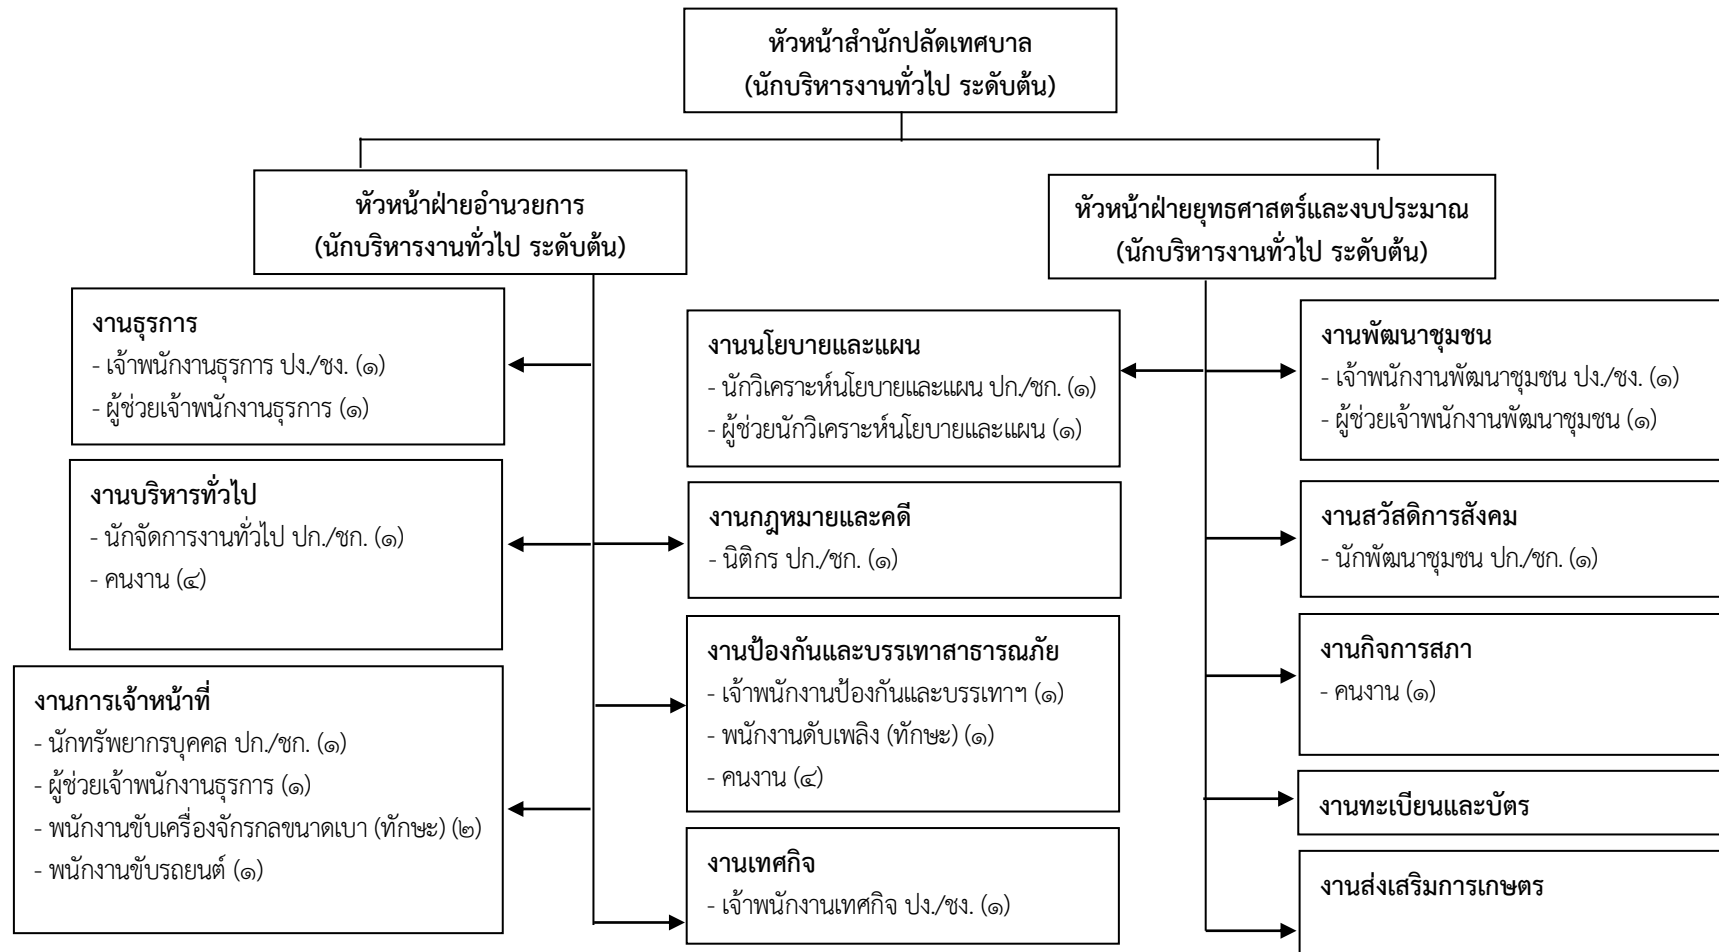 หัวหน้าสำนักปลัดเทศบาล
(นักบริหารงานทั่วไป ระดับต้น)
หัวหน้าฝ่ายอำนวยการ
(นักบริหารงานทั่วไป ระดับต้น)
หัวหน้าฝ่ายยุทธศาสตร์และงบประมาณ
(นักบริหารงานทั่วไป ระดับต้น)
งานธุรการ
- เจ้าพนักงานธุรการ ปง./ชง. (๑)
- ผู้ช่วยเจ้าพนักงานธุรการ (๑)
งานบริหารทั่วไป
- นักจัดการงานทั่วไป ปก./ชก. (๑)
- คนงาน (๔)
งานการเจ้าหน้าที่
- นักทรัพยากรบุคคล ปก./ชก. (๑)
- ผู้ช่วยเจ้าพนักงานธุรการ (๑)
- พนักงานขับเครื่องจักรกลขนาดเบา (ทักษะ) (๒)
- พนักงานขับรถยนต์ (๑)
งานนโยบายและแผน
- นักวิเคราะห์นโยบายและแผน ปก./ชก. (๑)
- ผู้ช่วยนักวิเคราะห์นโยบายและแผน (๑)
งานกฎหมายและคดี
- นิติกร ปก./ชก. (๑)
งานป้องกันและบรรเทาสาธารณภัย
- เจ้าพนักงานป้องกันและบรรเทาฯ (๑)
- พนักงานดับเพลิง (ทักษะ) (๑)
- คนงาน (๔)
งานเทศกิจ
- เจ้าพนักงานเทศกิจ ปง./ชง. (๑)
งานพัฒนาชุมชน
- เจ้าพนักงานพัฒนาชุมชน ปง./ชง. (๑)
- ผู้ช่วยเจ้าพนักงานพัฒนาชุมชน (๑)
งานสวัสดิการสังคม
- นักพัฒนาชุมชน ปก./ชก. (๑)
งานกิจการสภา
- คนงาน (๑)
งานทะเบียนและบัตร
งานส่งเสริมการเกษตร